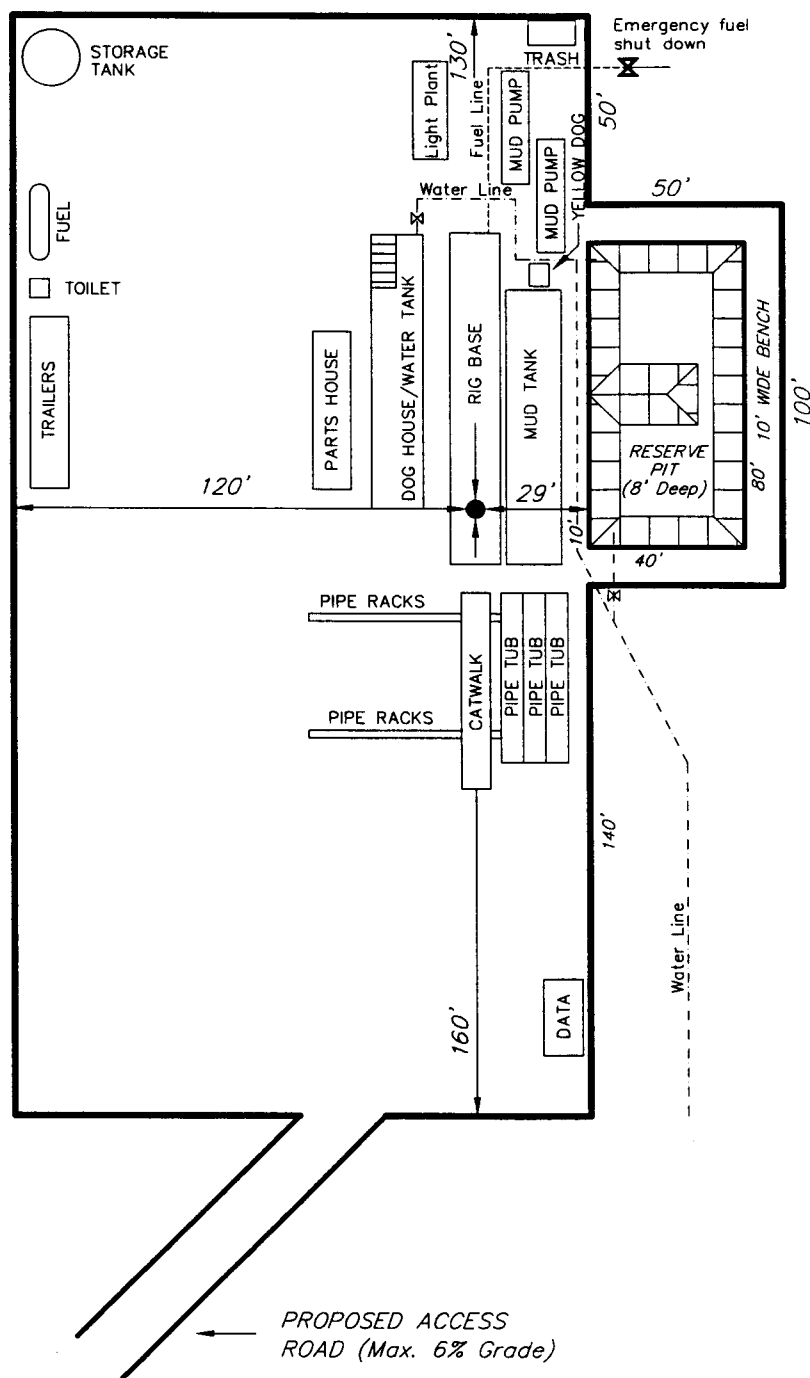 STORAGE
TANK
130'
TRASH
Emergency fuel
shut down
Light Plant
Fuel Line
MUD PUMP
MUD PUMP
YELLOW DOG
50'
50'
Water Line
FUEL
TOILET
TRAILERS
PARTS HOUSE
DOG HOUSE/WATER TANK
RIG BASE
MUD TANK
RESERVE
PIT
(8' Deep)
80'
10' WIDE BENCH
100'
120'
29'
10'
40'
PIPE RACKS
PIPE RACKS
CATWALK
PIPE TUB
PIPE TUB
PIPE TUB
140'
Water Line
160'
DATA
PROPOSED ACCESS
ROAD (Max. 6% Grade)